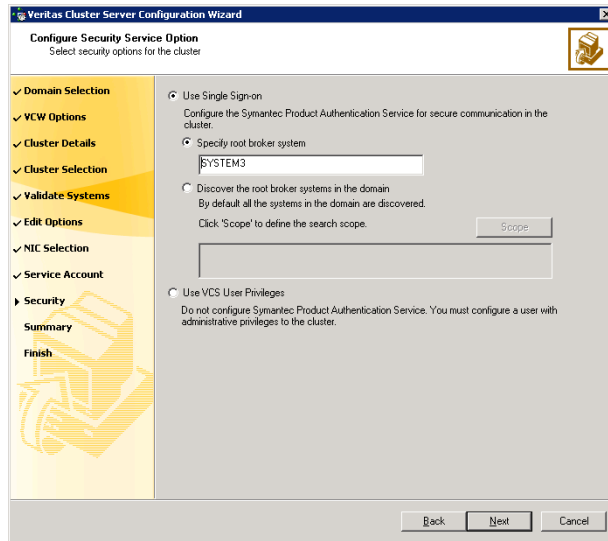 Veritas Cluster Server Configuration Wizard
Configure Security Service Option
Select security options for the cluster
Domain Selection
VCW Options
Cluster Details
Cluster Selection
Validate Systems
Edit Options
NIC Selection
Service Account
Security
Summary
Finish
Use Single Sign-on
Configure the Symantec Product Authentication Service for secure communication in the
cluster.
Specify root broker system
SYSTEM3
Discover the root broker systems in the domain
By default all the systems in the domain are discovered.
Click 'Scope' to define the search scope.
Scope
Use VCS User Privileges
Do not configure Symantec Product Authentication Service. You must configure a user with
administrative privileges to the cluster.
Back
Next
Cancel